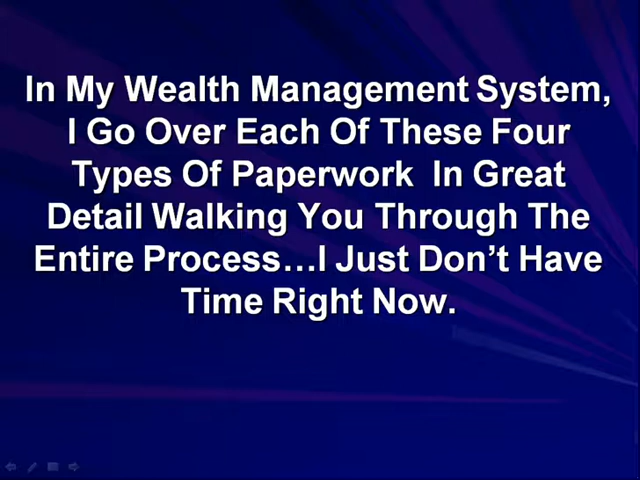 In My Wealth Management System,
I Go Over Each Of These Four
Types Of Paperwork  In Great
Detail Walking You Through The
Entire Process…I Just Don’t Have
Time Right Now.